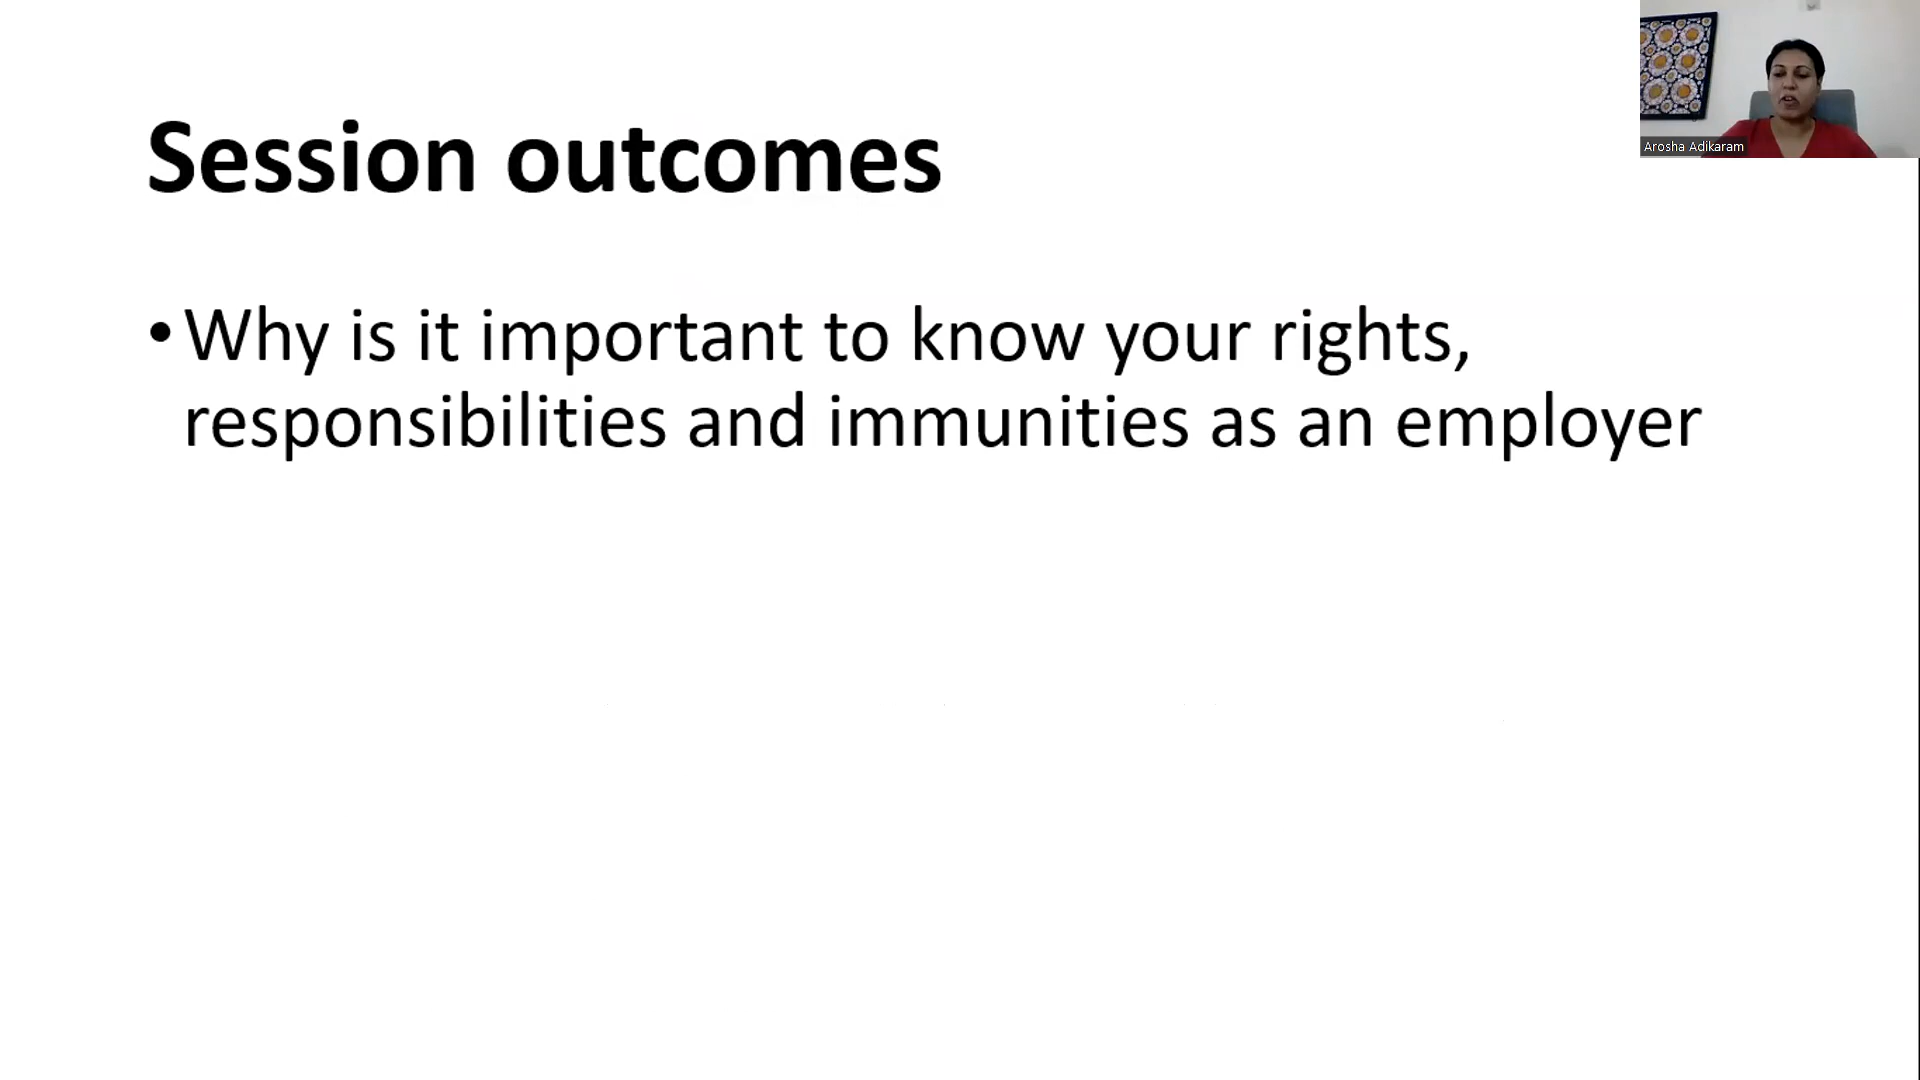 Session outcomes
• Why is it important to know your rights,
responsibilities and immunities as an employer
Arosha Adikaram